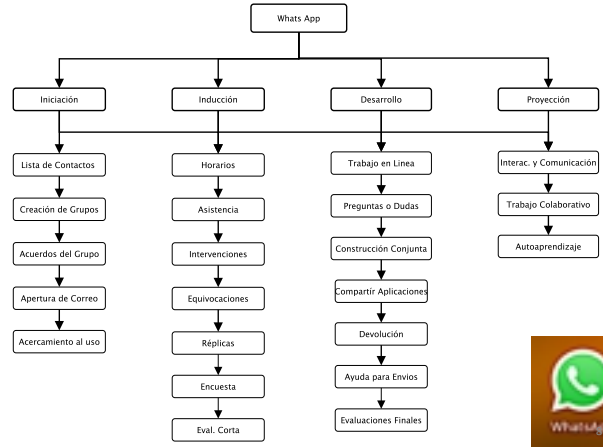 Whats App
Iniciación
Inducción
Desarrollo
Proyección
Lista de Contactos
Creación de Grupos
Acuerdos del Grupo
Apertura de Correo
Acercamiento al uso
Horarios
Asistencia
Intervenciones
Equivocaciones
Réplicas
Encuesta
Eval. Corta
Trabajo en Linea
Preguntas o Dudas
Construcción Conjunta
Compartír Aplicaciones
Devolución
Ayuda para Envios
Evaluaciones Finales
Interac. y Comunicación
Trabajo Colaborativo
Autoaprendizaje